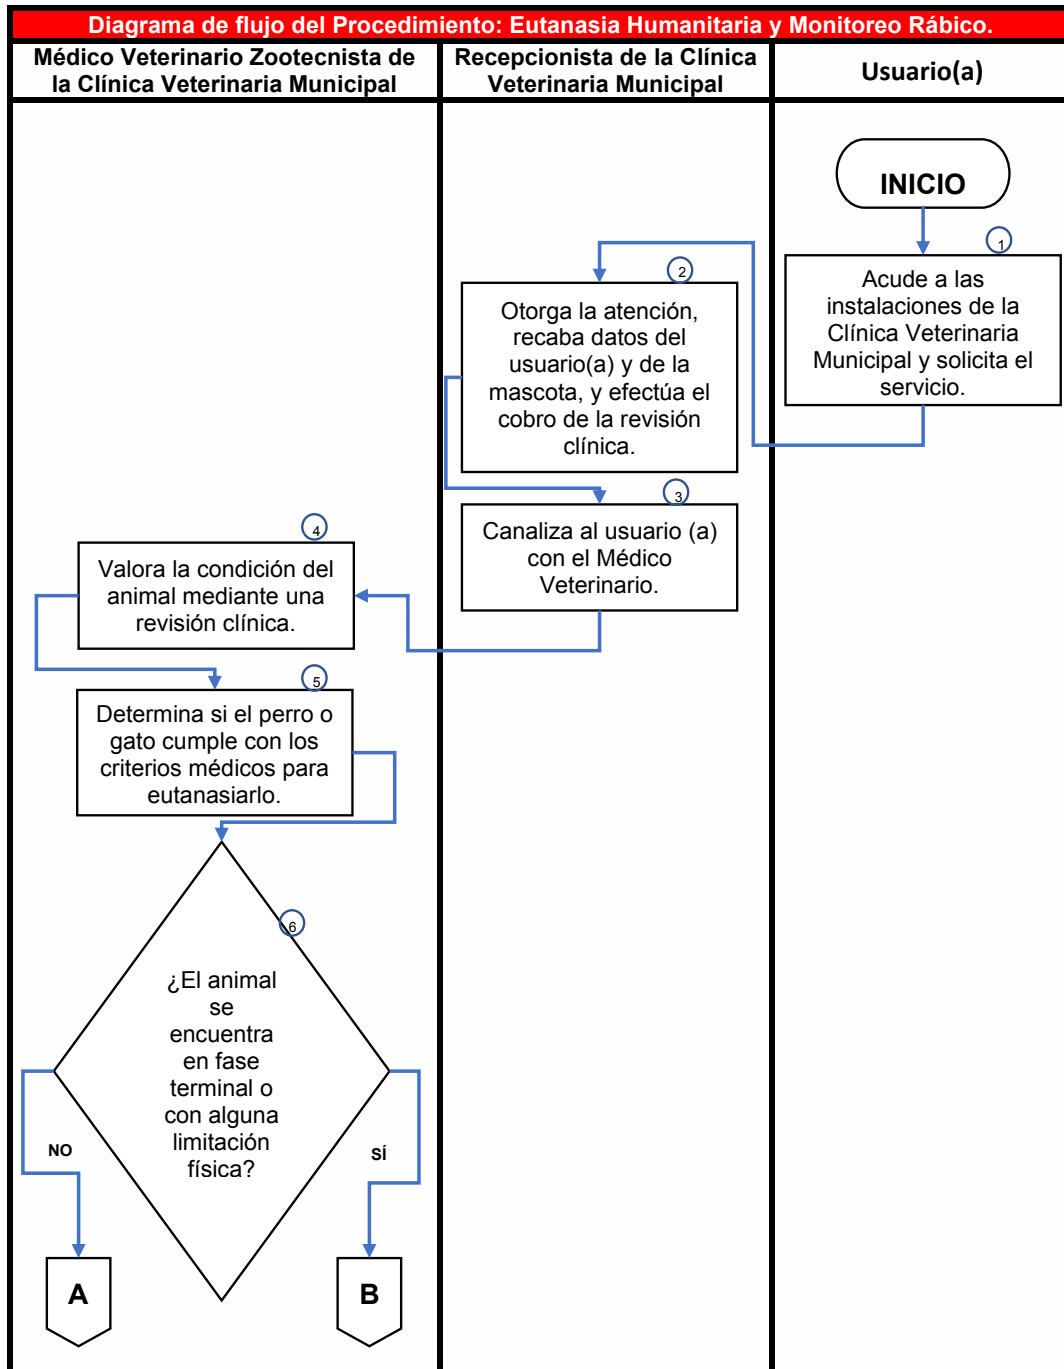 Diagrama de flujo del Procedimiento: Eutanasia Humanitaria y Monitoreo Rábico.
Médico Veterinario Zootecnista de
la Clínica Veterinaria Municipal
Recepcionista de la Clínica
Veterinaria Municipal
Usuario(a)
INICIO
1
Acude a las
instalaciones de la
Clínica Veterinaria
Municipal y solicita el
servicio.
2
Otorga la atención,
recaba datos del
usuario(a) y de la
mascota, y efectúa el
cobro de la revisión
clínica.
3
Canaliza al usuario (a)
con el Médico
Veterinario.
4
Valora la condición del
animal mediante una
revisión clínica.
5
Determina si el perro o
gato cumple con los
criterios médicos para
eutanasiarlo.
6
¿El animal
se
encuentra
en fase
terminal o
con alguna
limitación
física?
NO
SÍ
A
B